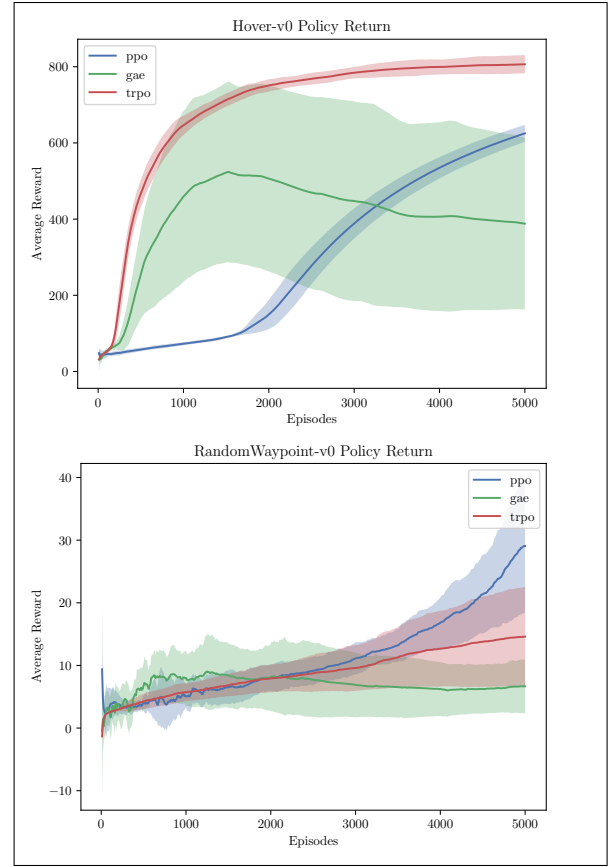 Hover-v0 Policy Return
ppo
gae
trpo
800
600
400
200
0
Average Reward
0 1000 2000 3000 4000 5000
Episodes
RandomWaypoint-v0 Policy Return
ppo
gae
trpo
40
30
20
10
0
−10
Average Reward
0 1000 2000 3000 4000 5000
Episodes